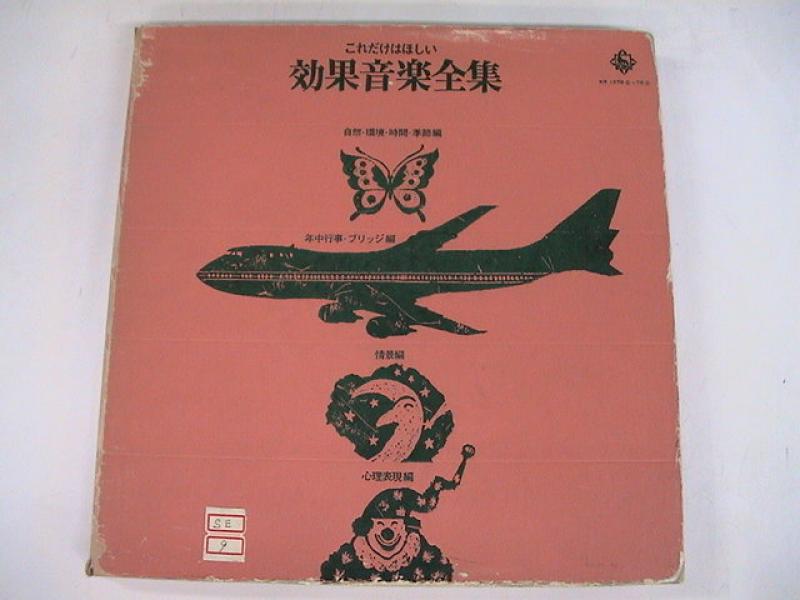 これだけはほしい
効果音楽全集
自然・環境・時間・季節編
年中行事・ブリッジ編
情景編
心理表現編
SE
9